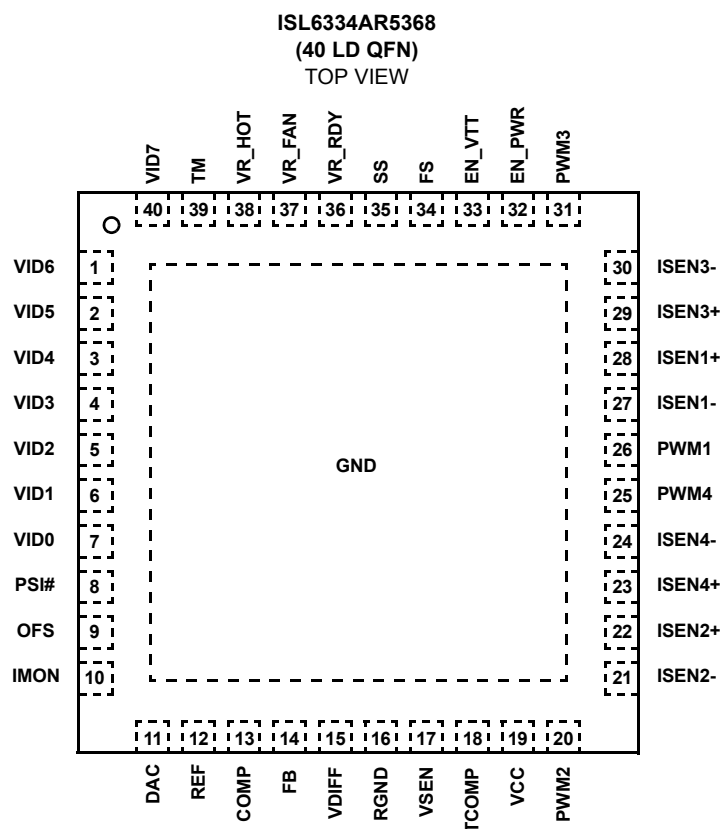 ISL6334AR5368
(40 LD QFN)
TOP VIEW
VID7
TM
VR_HOT
VR_FAN
VR_RDY
SS
FS
EN_VTT
EN_PWR
PWM3
40 39 38 37 36 35 34 33 32 31
VID6 1
VID5 2
VID4 3
VID3 4
VID2 5
VID1 6
VID0 7
PSI# 8
OFS 9
IMON 10
GND
30 ISEN3-
29 ISEN3+
28 ISEN1+
27 ISEN1-
26 PWM1
25 PWM4
24 ISEN4-
23 ISEN4+
22 ISEN2+
21 ISEN2-
11 12 13 14 15 16 17 18 19 20
DAC
REF
COMP
FB
VDIFF
RGND
VSEN
TCOMP
VCC
PWM2